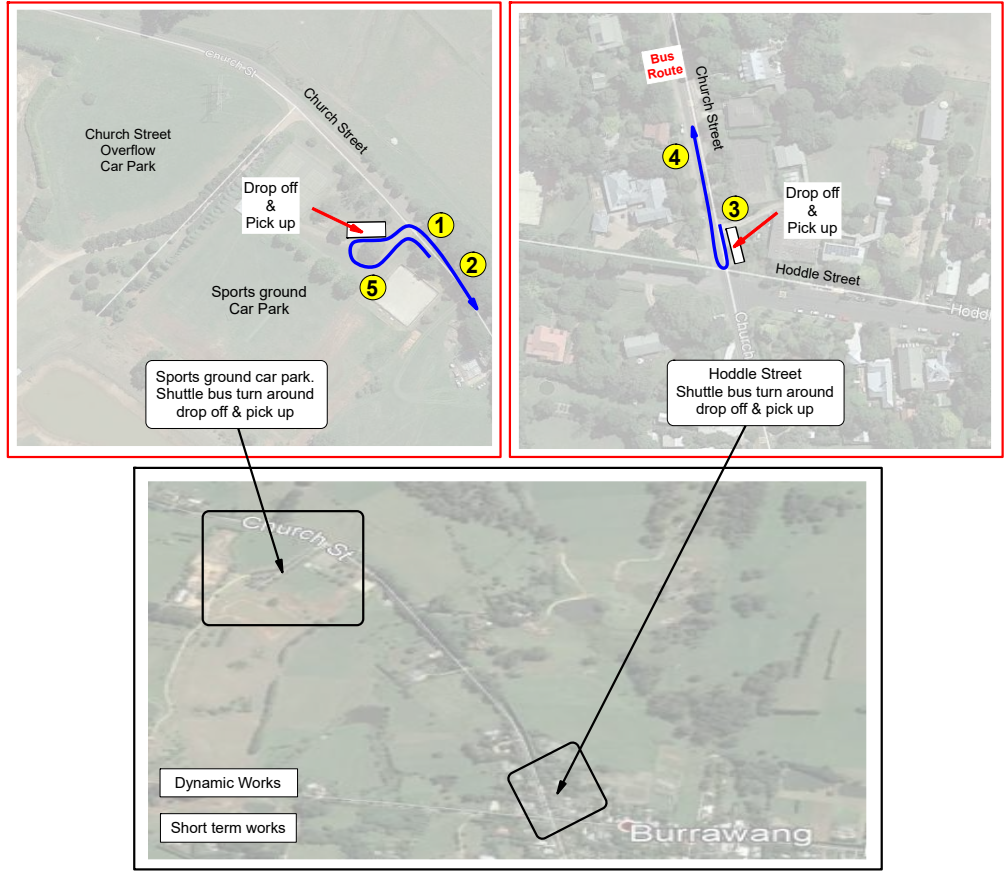 Church St
Church Street
Church Street
Overflow
Car Park
Drop off
&
Pick up
1
2
5
Sports ground
Car Park
Sports ground car park.
Shuttle bus turn around
drop off & pick up
Bus
Route
Church Street
4
3
Drop off
&
Pick up
Hoddle Street
Hoddl
Church
Hoddle Street
Shuttle bus turn around
drop off & pick up
Church St
Dynamic Works
Short term works
Burrawang